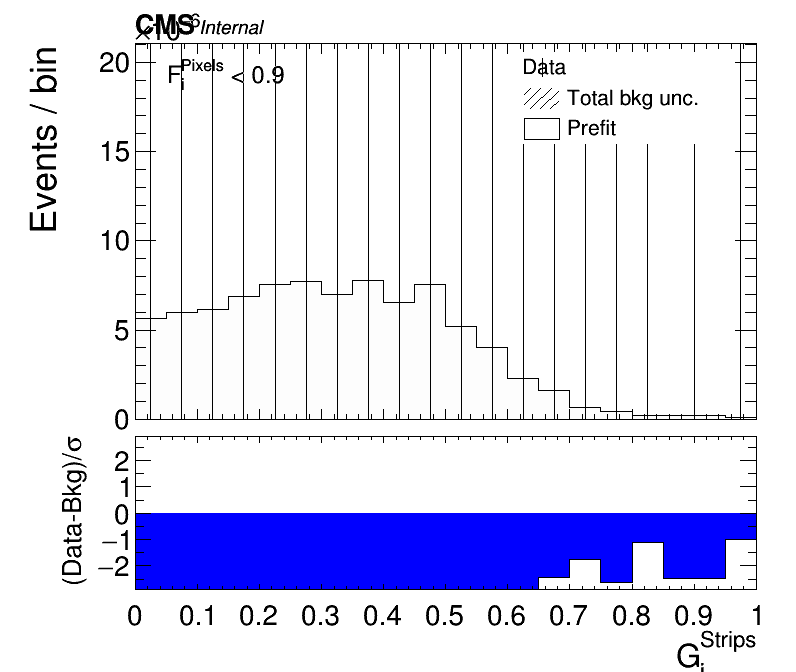 CMS Internal
×10⁻⁶
Events / bin
F_i^Pixels < 0.9
Data
Total bkg unc.
Prefit
20
15
10
5
0
(Data-Bkg)/σ
2
1
0
−1
−2
0 0.1 0.2 0.3 0.4 0.5 0.6 0.7 0.8 0.9 1
G_i^Strips